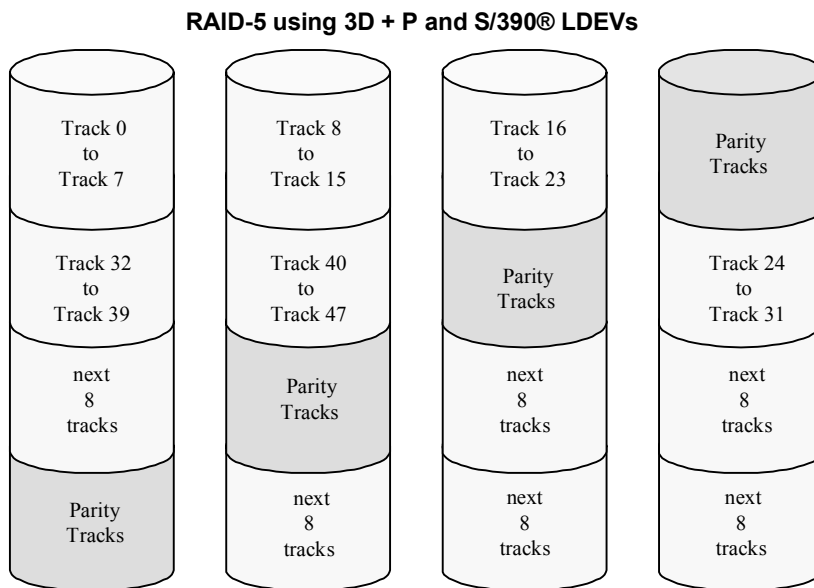 RAID-5 using 3D + P and S/390® LDEVs
Track 0
to
Track 7
Track 8
to
Track 15
Track 16
to
Track 23
Parity
Tracks
Track 32
to
Track 39
Track 40
to
Track 47
Parity
Tracks
Track 24
to
Track 31
next
8
tracks
Parity
Tracks
next
8
tracks
next
8
tracks
Parity
Tracks
next
8
tracks
next
8
tracks
next
8
tracks